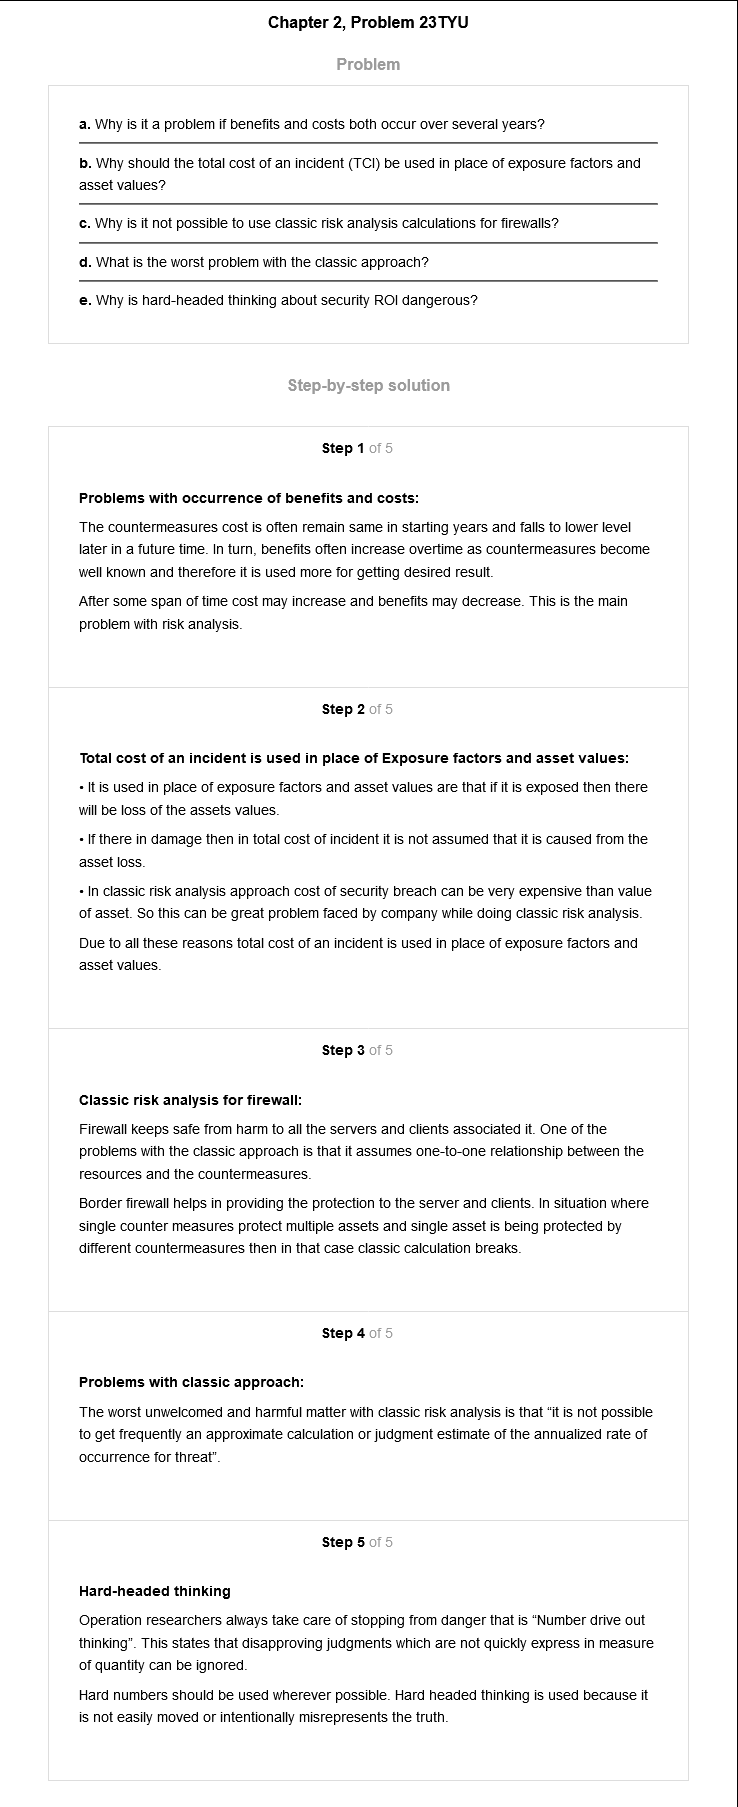 Chapter 2, Problem 23TYU
Problem
a. Why is it a problem if benefits and costs both occur over several years?
b. Why should the total cost of an incident (TCI) be used in place of exposure factors and
asset values?
c. Why is it not possible to use classic risk analysis calculations for firewalls?
d. What is the worst problem with the classic approach?
e. Why is hard-headed thinking about security ROI dangerous?
Step-by-step solution
Step 1 of 5
Problems with occurrence of benefits and costs:
The countermeasures cost is often remain same in starting years and falls to lower level
later in a future time. In turn, benefits often increase overtime as countermeasures become
well known and therefore it is used more for getting desired result.
After some span of time cost may increase and benefits may decrease. This is the main
problem with risk analysis.
Step 2 of 5
Total cost of an incident is used in place of Exposure factors and asset values:
• It is used in place of exposure factors and asset values are that if it is exposed then there
will be loss of the assets values.
• If there in damage then in total cost of incident it is not assumed that it is caused from the
asset loss.
• In classic risk analysis approach cost of security breach can be very expensive than value
of asset. So this can be great problem faced by company while doing classic risk analysis.
Due to all these reasons total cost of an incident is used in place of exposure factors and
asset values.
Step 3 of 5
Classic risk analysis for firewall:
Firewall keeps safe from harm to all the servers and clients associated it. One of the
problems with the classic approach is that it assumes one-to-one relationship between the
resources and the countermeasures.
Border firewall helps in providing the protection to the server and clients. In situation where
single counter measures protect multiple assets and single asset is being protected by
different countermeasures then in that case classic calculation breaks.
Step 4 of 5
Problems with classic approach:
The worst unwelcomed and harmful matter with classic risk analysis is that “it is not possible
to get frequently an approximate calculation or judgment estimate of the annualized rate of
occurrence for threat”.
Step 5 of 5
Hard-headed thinking
Operation researchers always take care of stopping from danger that is “Number drive out
thinking”. This states that disapproving judgments which are not quickly express in measure
of quantity can be ignored.
Hard numbers should be used wherever possible. Hard headed thinking is used because it
is not easily moved or intentionally misrepresents the truth.